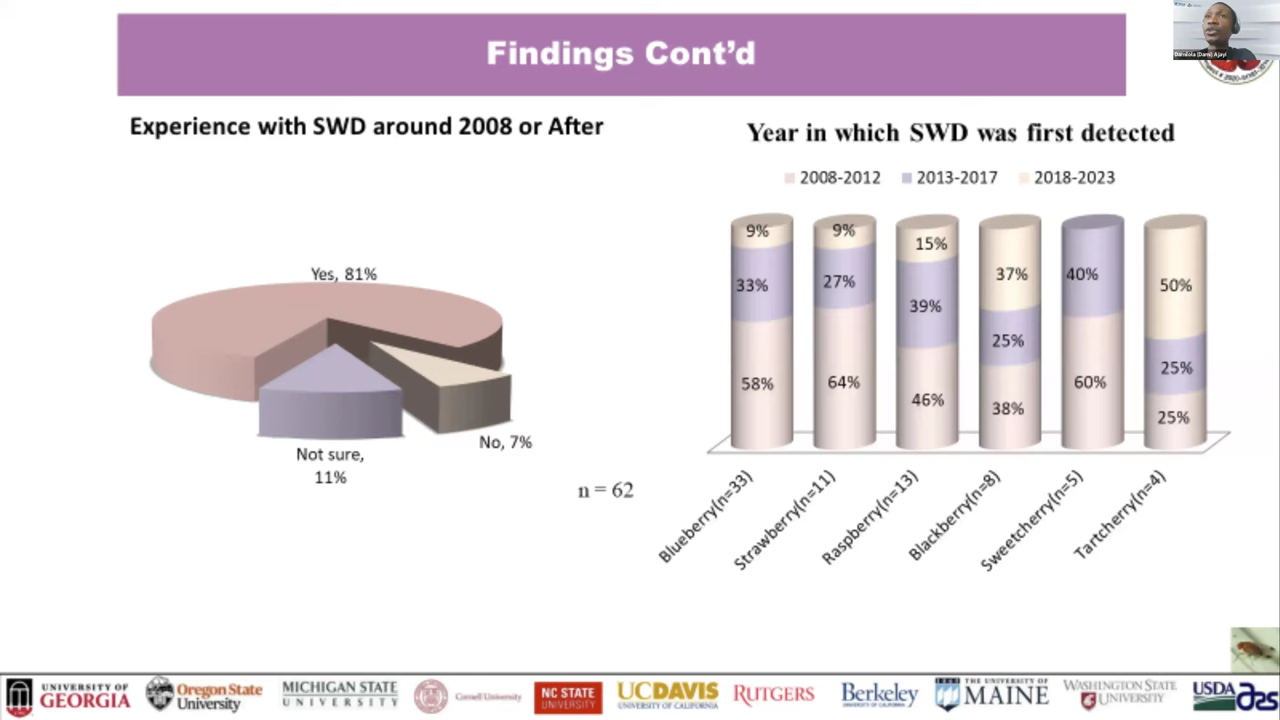 Findings Cont'd
Damilola (Dami) Ajayi
Experience with SWD around 2008 or After
Yes, 81%
Not sure,
11%
No, 7%
n = 62
Year in which SWD was first detected
2008-2012
2013-2017
2018-2023
9%
9%
15%
37%
40%
50%
33%
27%
39%
25%
25%
58%
64%
46%
38%
60%
25%
Blueberry(n=33)
Strawberry(n=11)
Raspberry(n=13)
Blackberry(n=8)
Sweetcherry(n=5)
Tartcherry(n=4)
UNIVERSITY OF
GEORGIA
Oregon State
University
MICHIGAN STATE
UNIVERSITY
Cornell University
NC STATE
UNIVERSITY
UCDAVIS
UNIVERSITY OF CALIFORNIA
RUTGERS
Berkeley
UNIVERSITY OF CALIFORNIA
THE UNIVERSITY OF
MAINE
WASHINGTON STATE
UNIVERSITY
USDA